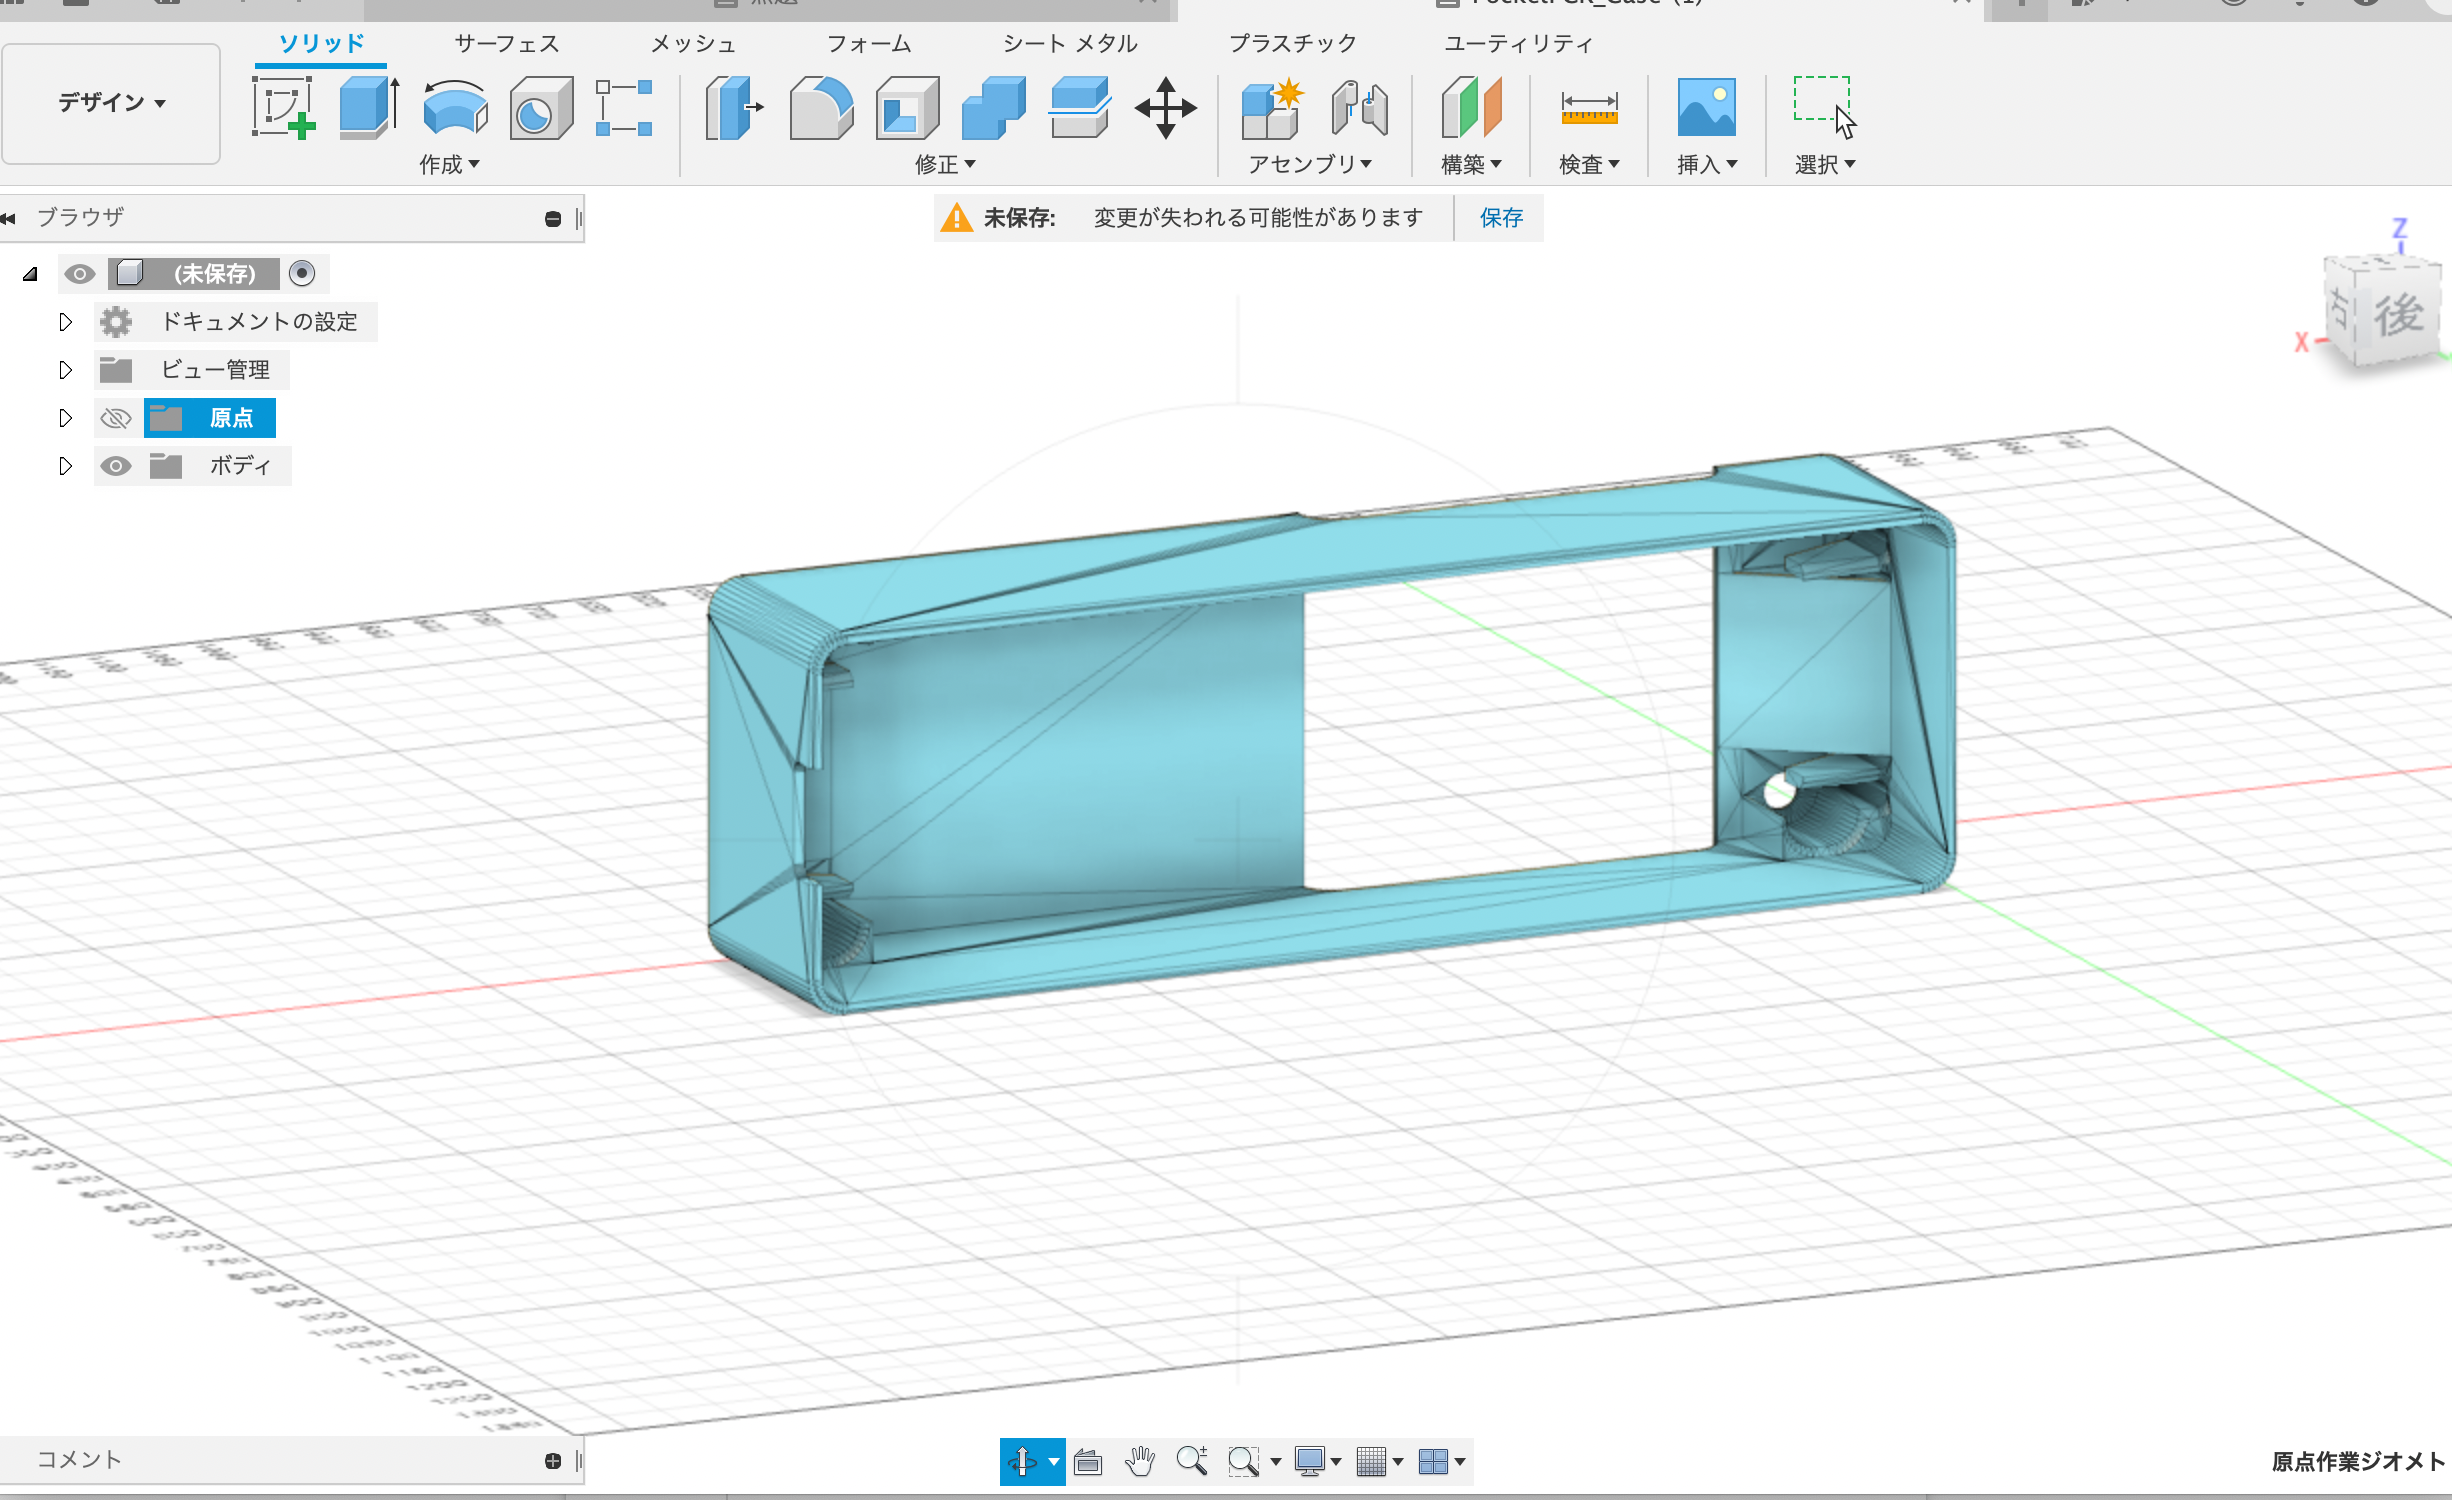 ソリッド サーフェス メッシュ フォーム シート メタル プラスチック ユーティリティ
デザイン
作成 修正 アセンブリ 構築 検査 挿入 選択
ブラウザ
未保存: 変更が失われる可能性があります 保存
(未保存)
ドキュメントの設定
ビュー管理
原点
ボディ
Z
右 後
X
コメント
原点作業ジオメト